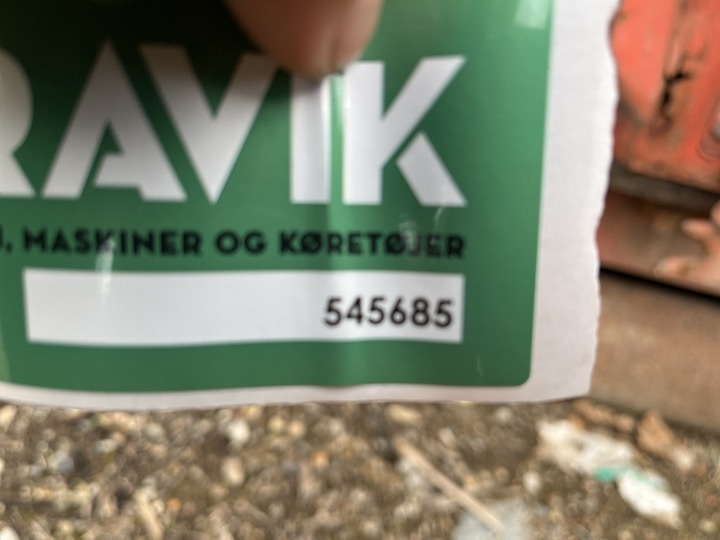 RAVIK
, MASKINER OG KØRETØJER
545685